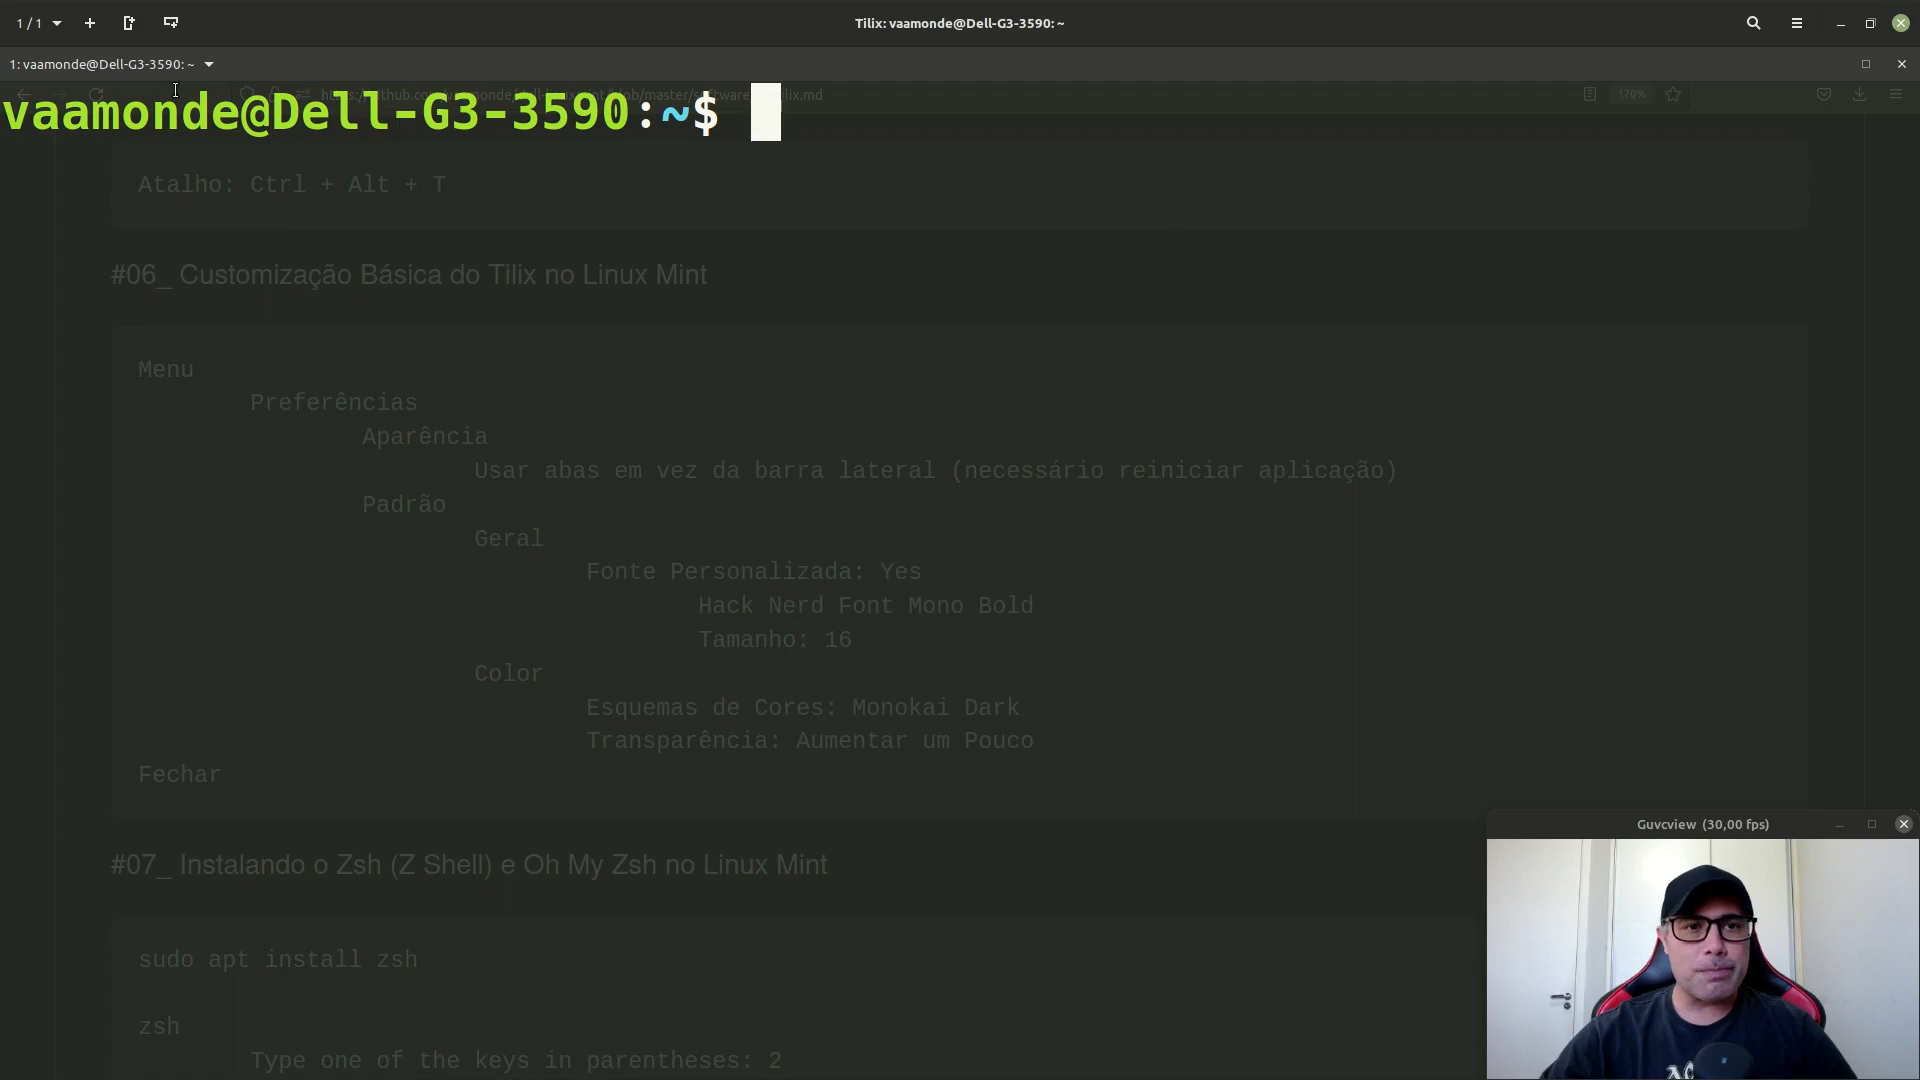 1 / 1
Tilix: vaamonde@Dell-G3-3590: ~
1: vaamonde@Dell-G3-3590: ~
vaamonde@Dell-G3-3590:~$
170%
Atalho: Ctrl + Alt + T
#06_ Customização Básica do Tilix no Linux Mint
Menu
Preferências
Aparência
Usar abas em vez da barra lateral (necessário reiniciar aplicação)
Padrão
Geral
Fonte Personalizada: Yes
Hack Nerd Font Mono Bold
Tamanho: 16
Color
Esquemas de Cores: Monokai Dark
Transparência: Aumentar um Pouco
Fechar
#07_ Instalando o Zsh (Z Shell) e Oh My Zsh no Linux Mint
sudo apt install zsh
zsh
Type one of the keys in parentheses: 2
Guvcview (30,00 fps)